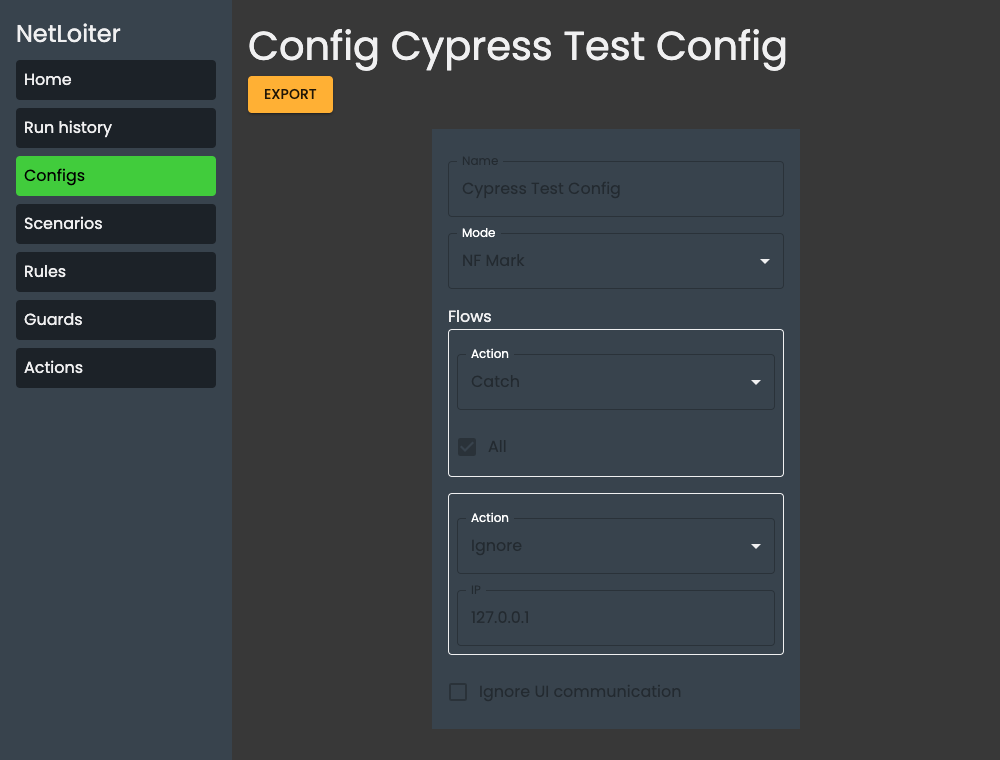 NetLoiter
Home
Run history
Configs
Scenarios
Rules
Guards
Actions
Config Cypress Test Config
EXPORT
Name
Cypress Test Config
Mode
NF Mark
Flows
Action
Catch
All
Action
Ignore
IP
127.0.0.1
Ignore UI communication